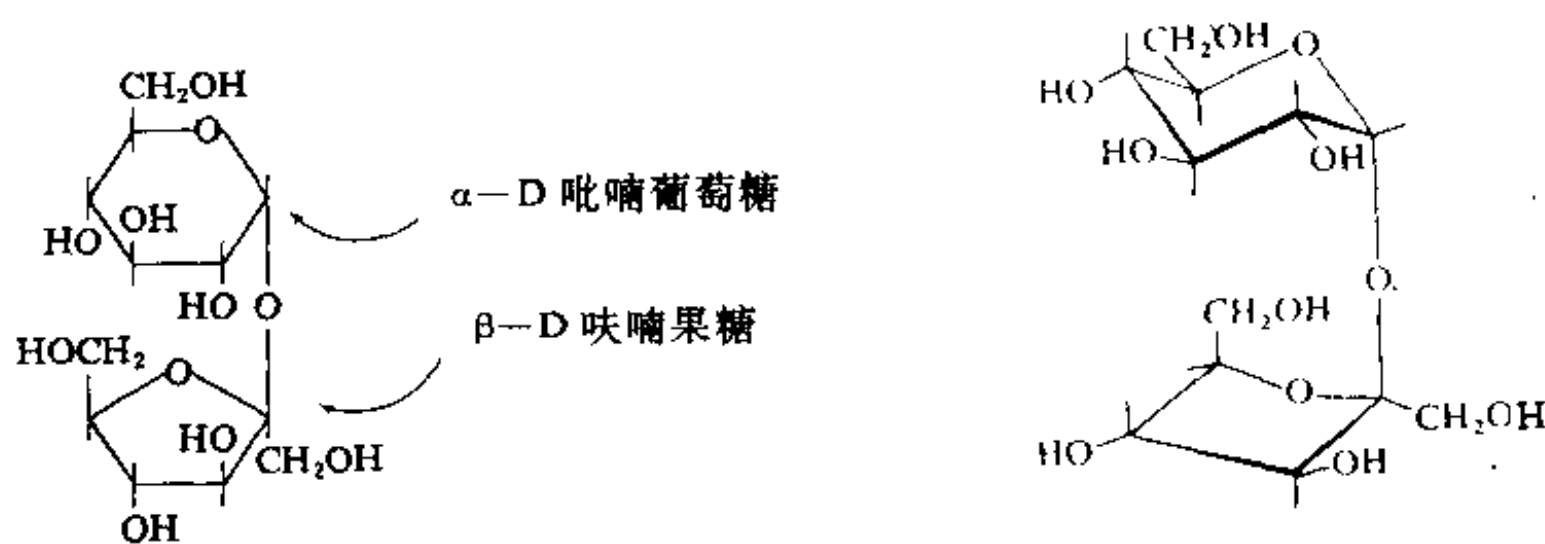 CH₂OH
O
OH
HO
HO
O
α—D 吡喃葡萄糖
β—D 呋喃果糖
HOCH₂
O
HO
CH₂OH
OH
CH₂OH
O
HO
HO
OH
O
CH₂OH
O
CH₂OH
HO
OH